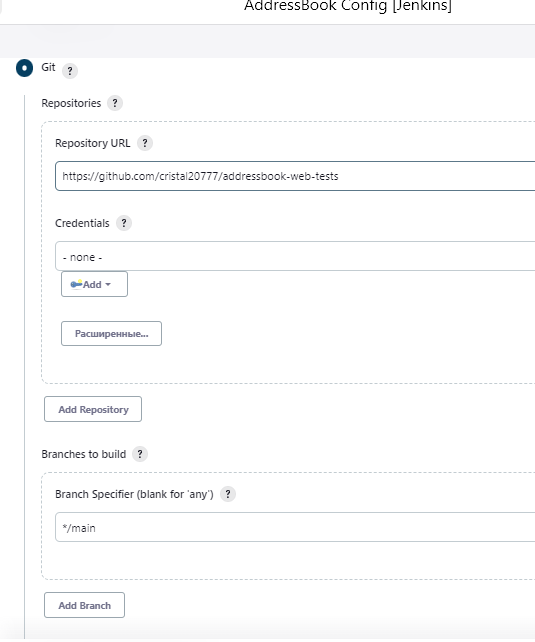 AddressBook Config [Jenkins]
Git ?
Repositories ?
Repository URL ?
https://github.com/cristal20777/addressbook-web-tests
Credentials ?
- none -
Add
Расширенные...
Add Repository
Branches to build ?
Branch Specifier (blank for 'any') ?
*/main
Add Branch